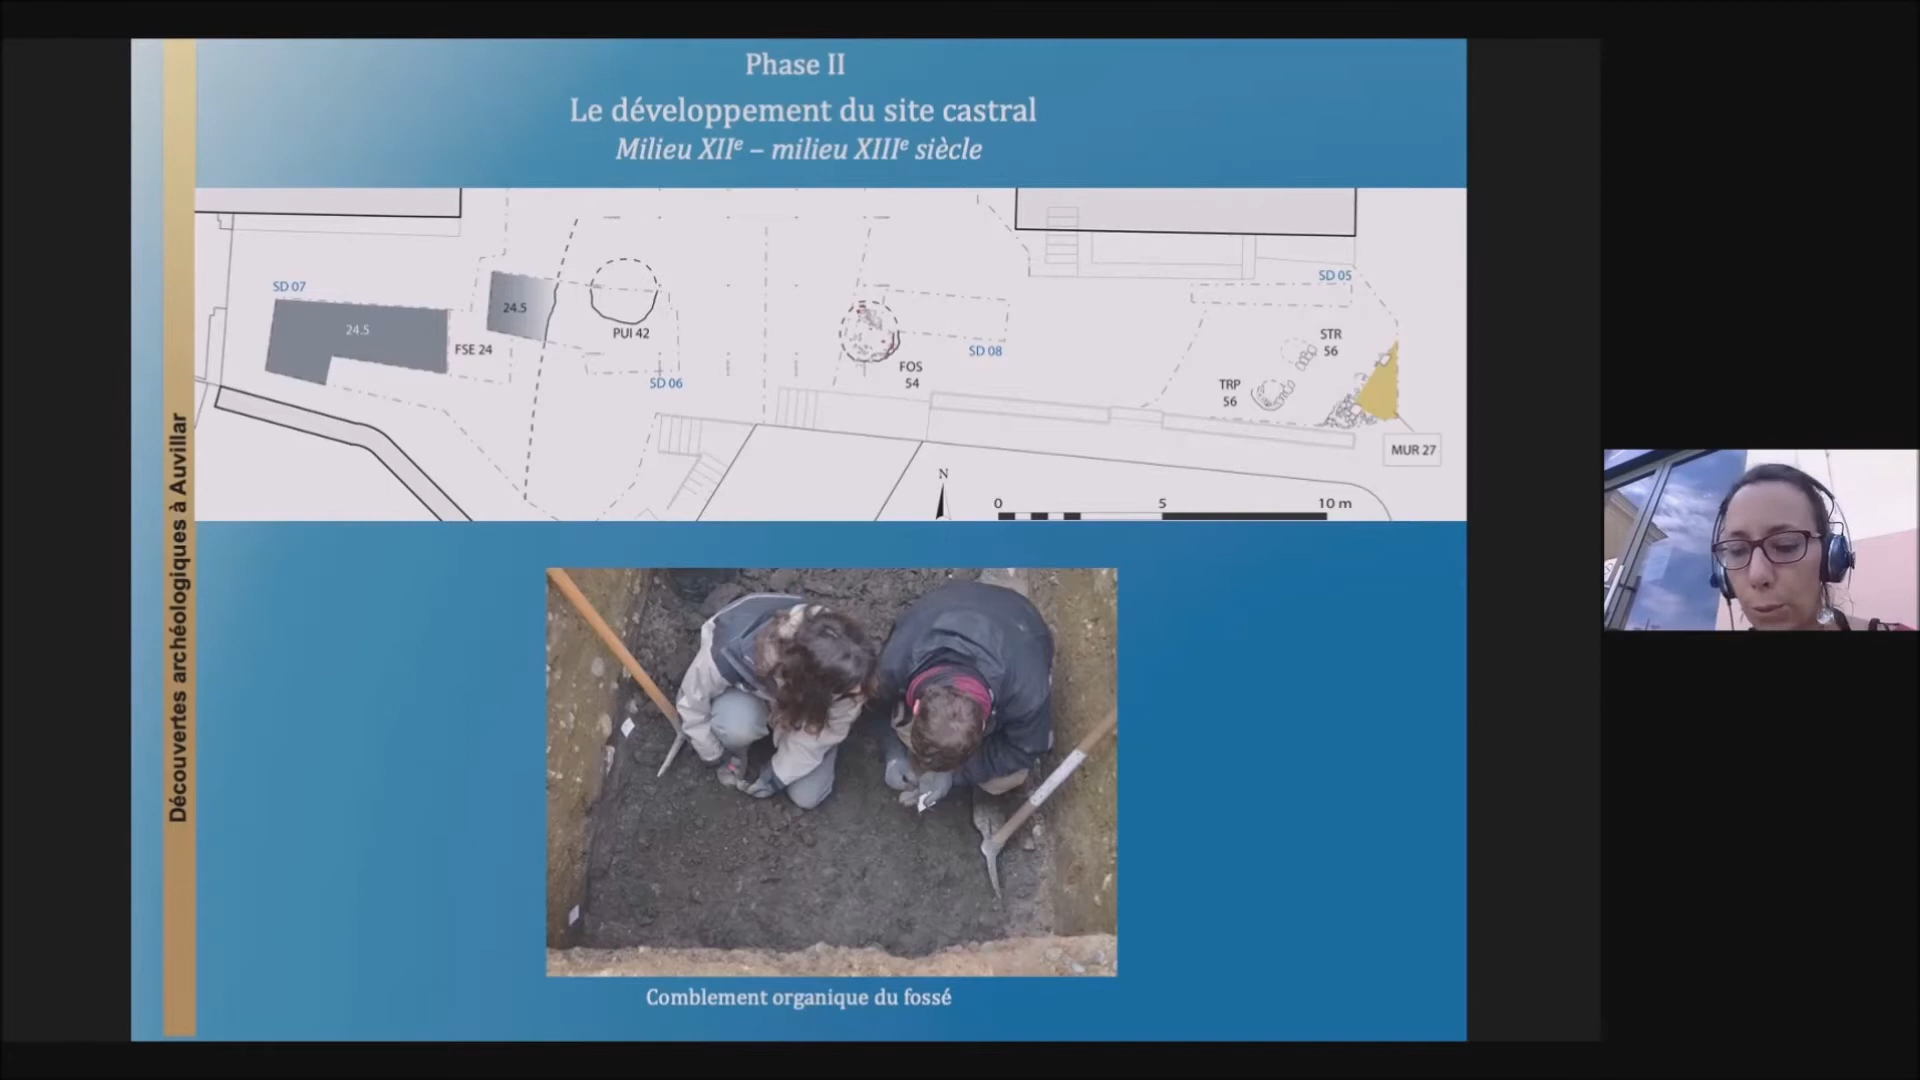 Phase II
Le développement du site castral
Milieu XIIe – milieu XIIIe siècle
Découvertes archéologiques à Auvillar
SD 07
24.5
FSE 24
24.5
PUI 42
SD 06
FOS
54
SD 08
SD 05
STR
56
TRP
56
MUR 27
N
0 5 10 m
Comblement organique du fossé